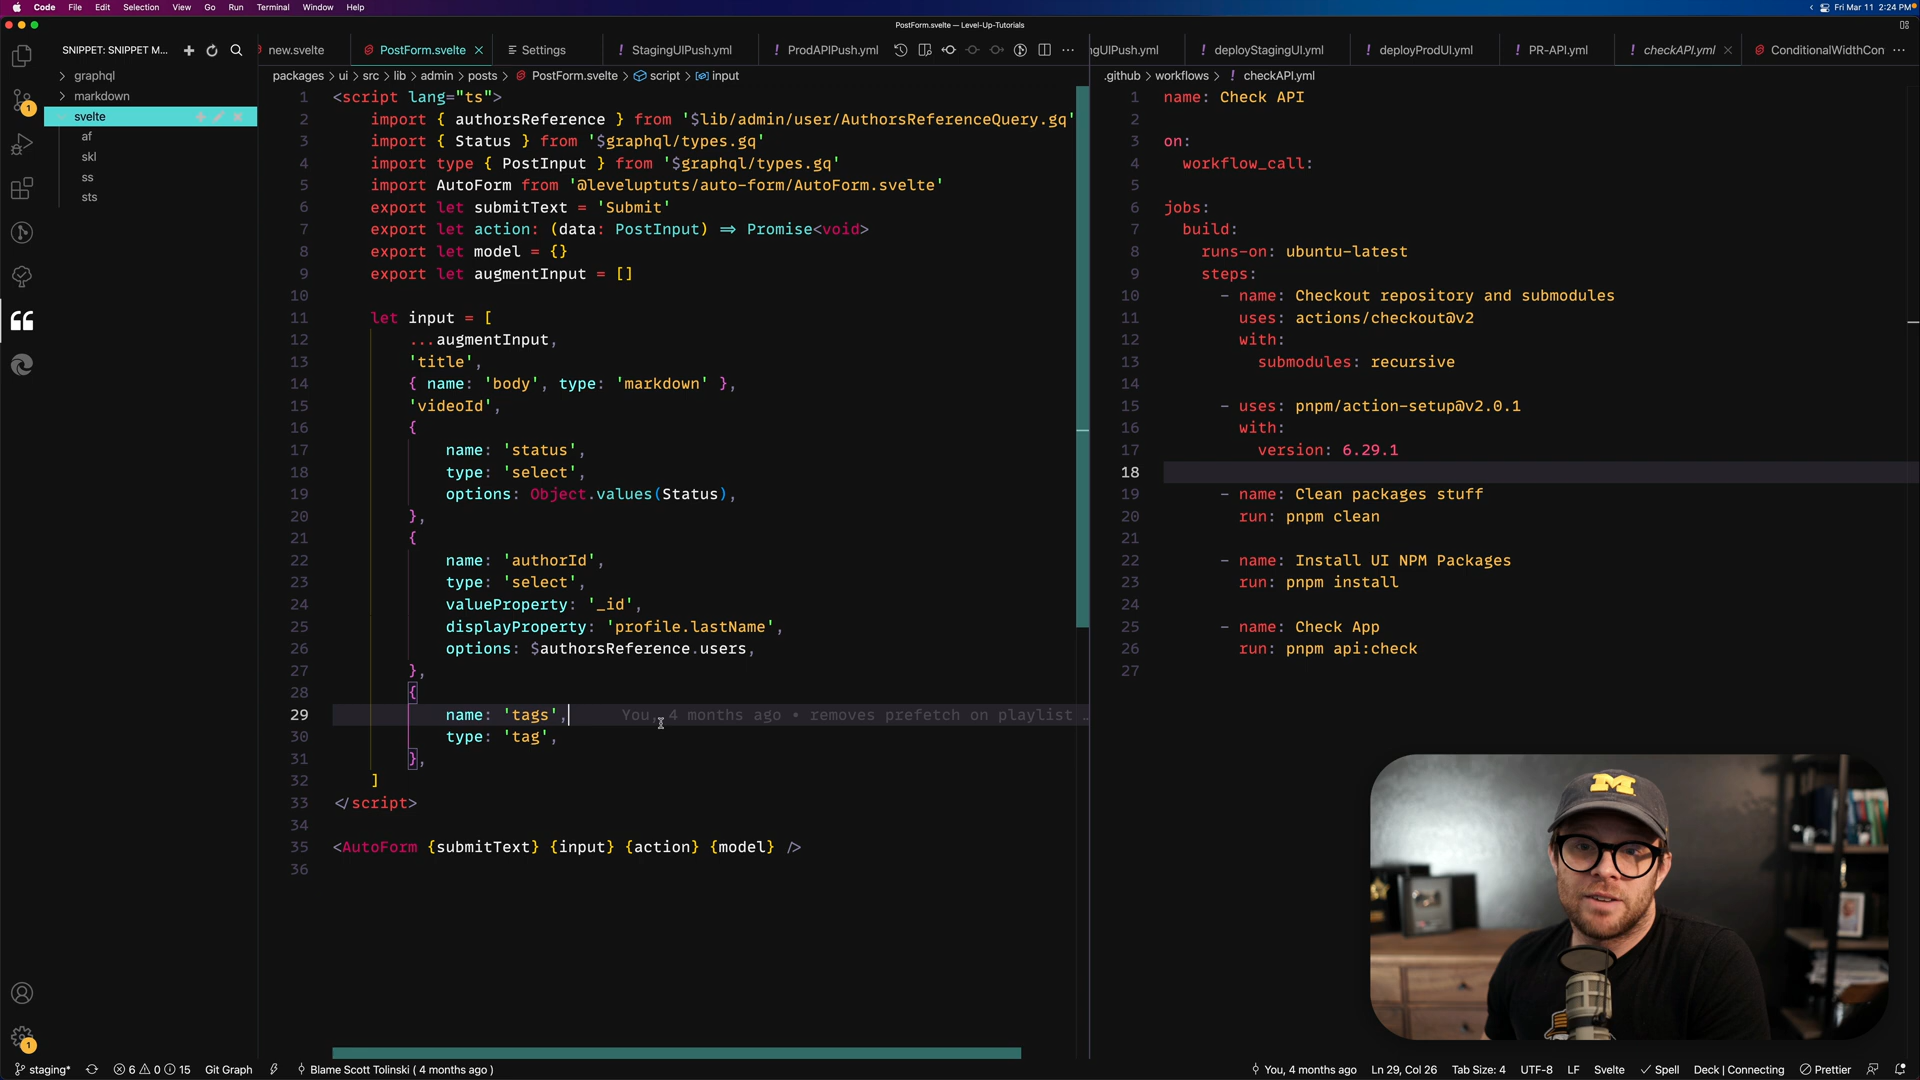 Code File Edit Selection View Go Run Terminal Window Help
Fri Mar 11 2:24 PM
PostForm.svelte — Level-Up-Tutorials
SNIPPET: SNIPPET M...
graphql
markdown
svelte
af
skl
ss
sts
1
1
new.svelte PostForm.svelte Settings StagingUIPush.yml ProdAPIPush.yml
packages > ui > src > lib > admin > posts > PostForm.svelte > script > input
1 <script lang="ts">
2 import { authorsReference } from '$lib/admin/user/AuthorsReferenceQuery.gq'
3 import { Status } from '$graphql/types.gq'
4 import type { PostInput } from '$graphql/types.gq'
5 import AutoForm from '@leveluptuts/auto-form/AutoForm.svelte'
6 export let submitText = 'Submit'
7 export let action: (data: PostInput) => Promise<void>
8 export let model = {}
9 export let augmentInput = []
10
11 let input = [
12 ...augmentInput,
13 'title',
14 { name: 'body', type: 'markdown' },
15 'videoId',
16 {
17 name: 'status',
18 type: 'select',
19 options: Object.values(Status),
20 },
21 {
22 name: 'authorId',
23 type: 'select',
24 valueProperty: '_id',
25 displayProperty: 'profile.lastName',
26 options: $authorsReference.users,
27 },
28 {
29 name: 'tags', You, 4 months ago • removes prefetch on playlist …
30 type: 'tag',
31 },
32 ]
33 </script>
34
35 <AutoForm {submitText} {input} {action} {model} />
36
gUIPush.yml deployStagingUI.yml deployProdUI.yml PR-API.yml checkAPI.yml ConditionalWidthCon
.github > workflows > checkAPI.yml
1 name: Check API
2
3 on:
4 workflow_call:
5
6 jobs:
7 build:
8 runs-on: ubuntu-latest
9 steps:
10 - name: Checkout repository and submodules
11 uses: actions/checkout@v2
12 with:
13 submodules: recursive
14
15 - uses: pnpm/action-setup@v2.0.1
16 with:
17 version: 6.29.1
18
19 - name: Clean packages stuff
20 run: pnpm clean
21
22 - name: Install UI NPM Packages
23 run: pnpm install
24
25 - name: Check App
26 run: pnpm api:check
27
M
staging* 6 0 15 Git Graph Blame Scott Tolinski ( 4 months ago ) You, 4 months ago Ln 29, Col 26 Tab Size: 4 UTF-8 LF Svelte Spell Deck | Connecting Prettier